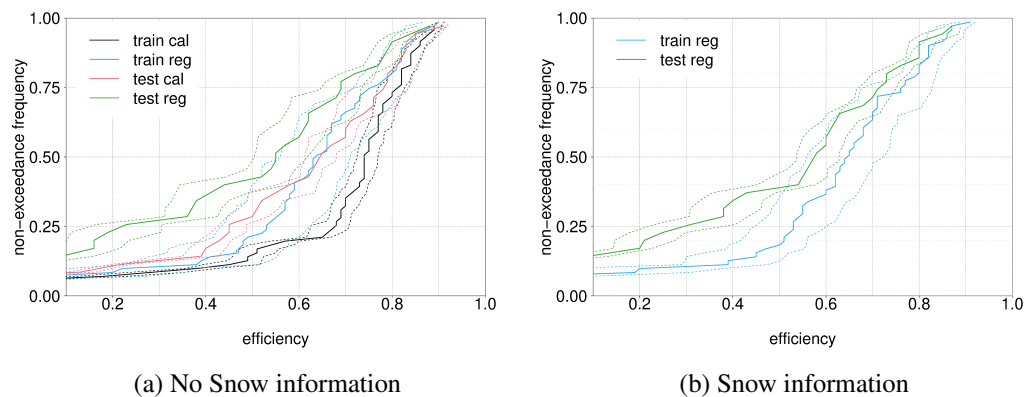 non−exceedance frequency
1.00
0.75
0.50
0.25
0.00
train cal
train reg
test cal
test reg
0.2 0.4 0.6 0.8 1.0
efficiency
(a) No Snow information
non−exceedance frequency
1.00
0.75
0.50
0.25
0.00
train reg
test reg
0.2 0.4 0.6 0.8 1.0
efficiency
(b) Snow information